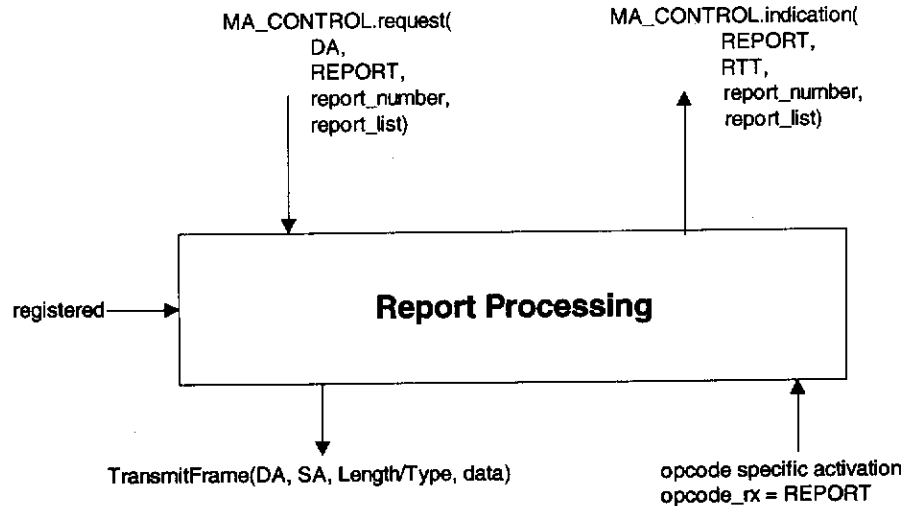 MA_CONTROL.request(
DA,
REPORT,
report_number,
report_list)
MA_CONTROL.indication(
REPORT,
RTT,
report_number,
report_list)
registered
Report Processing
TransmitFrame(DA, SA, Length/Type, data)
opcode specific activation
opcode_rx = REPORT